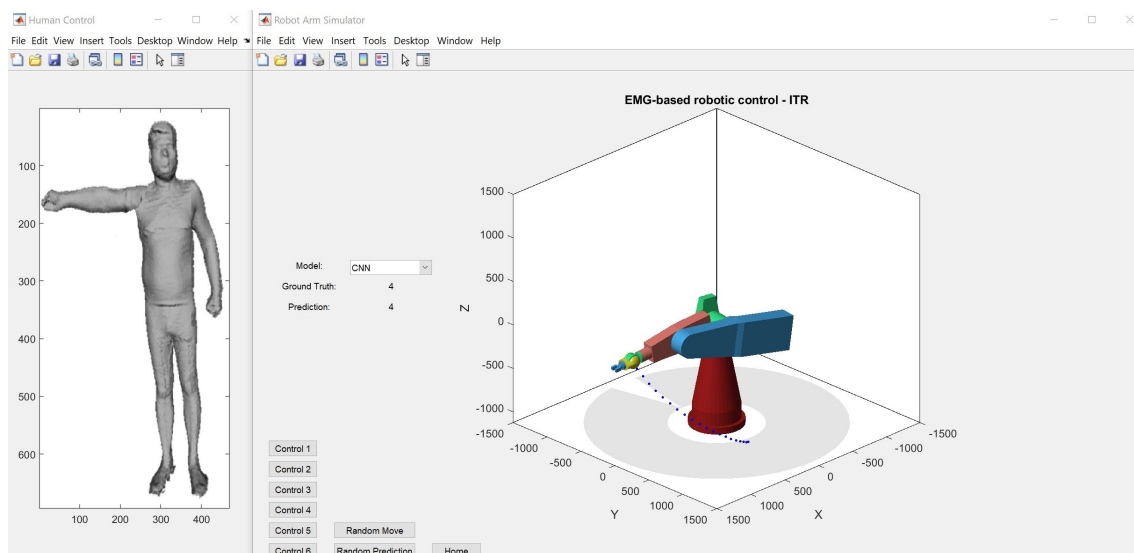 Human Control
File Edit View Insert Tools Desktop Window Help
100
200
300
400
500
600
100 200 300 400
Robot Arm Simulator
File Edit View Insert Tools Desktop Window Help
EMG-based robotic control - ITR
Model: CNN
Ground Truth: 4
Prediction: 4
1500
1000
500
0
-500
-1000
-1500
Z
-1500
-1000
-500
0
500
1000
1500
Y
1500
1000
500
0
-500
-1000
-1500
X
Control 1
Control 2
Control 3
Control 4
Control 5 Random Move
Control 6 Random Prediction Home